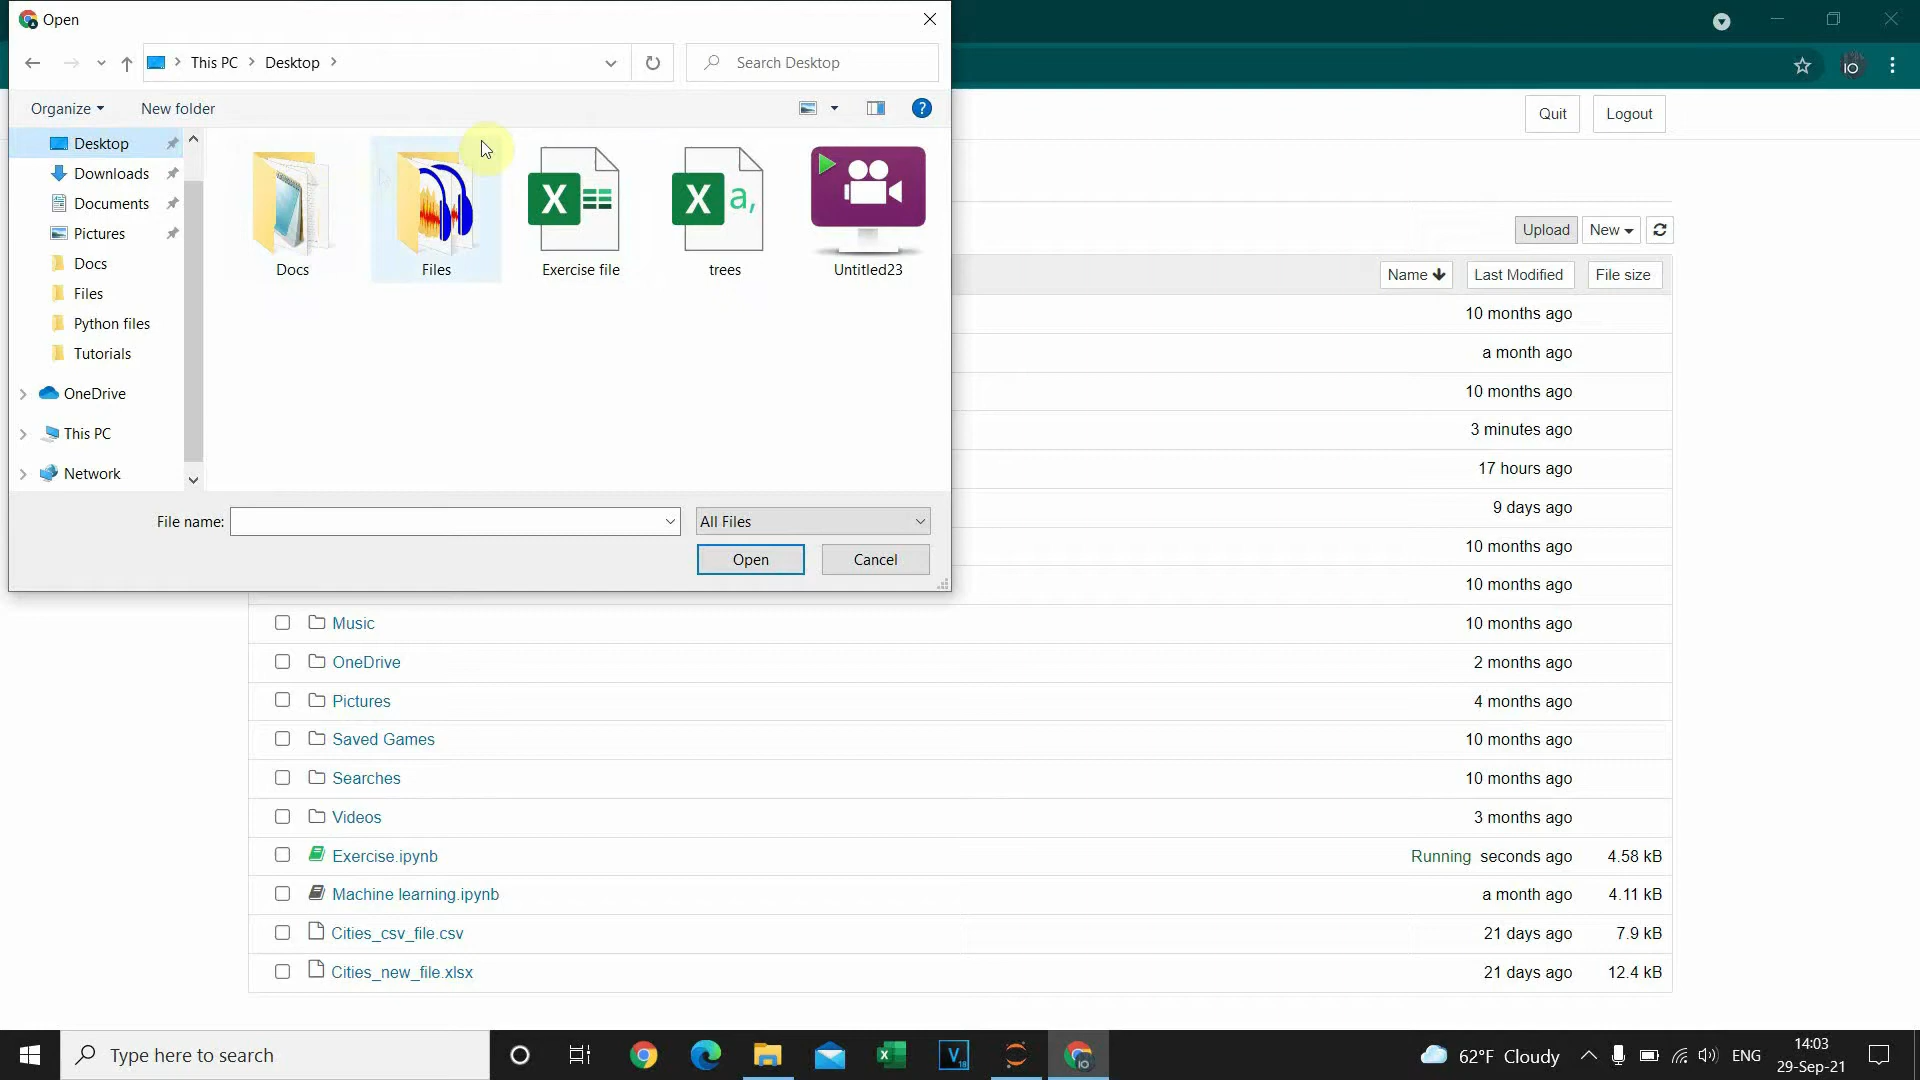 Open
This PC
Desktop
Search Desktop
Organize
New folder
Desktop
Downloads
Documents
Pictures
Docs
Files
Python files
Tutorials
OneDrive
This PC
Network
Docs
Files
Exercise file
trees
Untitled23
File name:
All Files
Open
Cancel
Quit
Logout
Upload
New
Name
Last Modified
File size
10 months ago
a month ago
10 months ago
3 minutes ago
17 hours ago
9 days ago
10 months ago
10 months ago
Music 10 months ago
OneDrive 2 months ago
Pictures 4 months ago
Saved Games 10 months ago
Searches 10 months ago
Videos 3 months ago
Exercise.ipynb Running seconds ago 4.58 kB
Machine learning.ipynb a month ago 4.11 kB
Cities_csv_file.csv 21 days ago 7.9 kB
Cities_new_file.xlsx 21 days ago 12.4 kB
Type here to search
62°F Cloudy
ENG
14:03
29-Sep-21